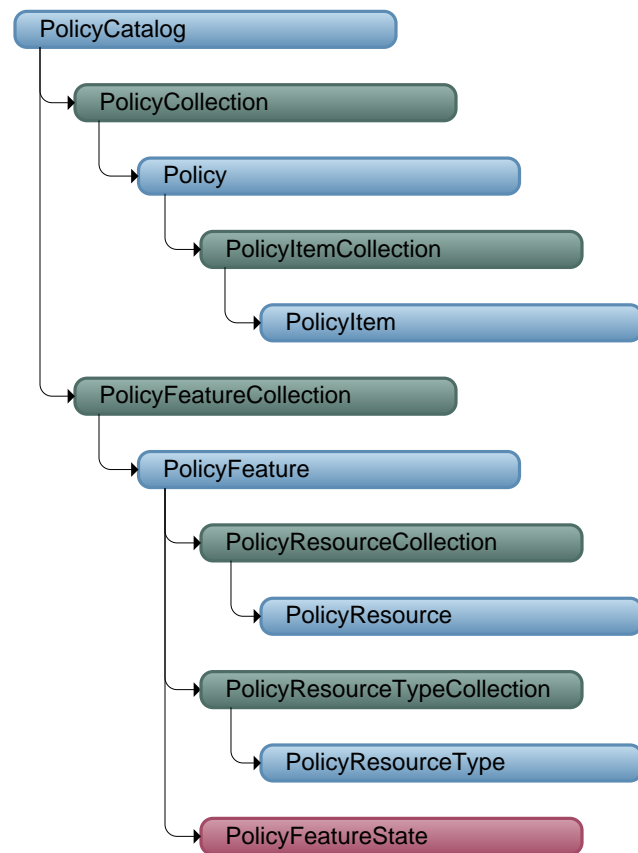 PolicyCatalog
PolicyCollection
Policy
PolicyItemCollection
PolicyItem
PolicyFeatureCollection
PolicyFeature
PolicyResourceCollection
PolicyResource
PolicyResourceTypeCollection
PolicyResourceType
PolicyFeatureState